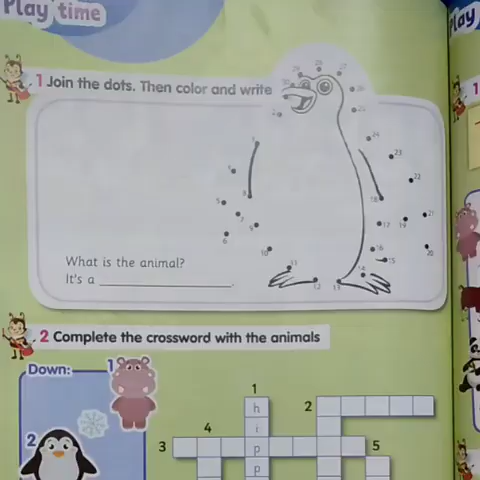 Play time
Play
1 Join the dots. Then color and write
1
What is the animal?
It's a
2 Complete the crossword with the animals
Down:
1
2
1
2
3
4
5
h
i
p
p